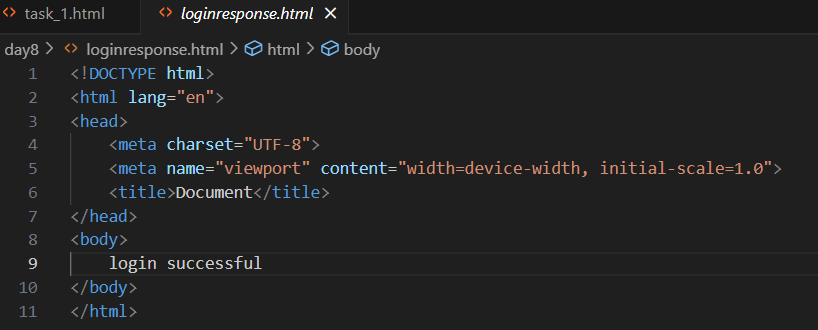 task_1.html loginresponse.html ×
day8 > loginresponse.html > html > body
1 <!DOCTYPE html>
2 <html lang="en">
3 <head>
4     <meta charset="UTF-8">
5     <meta name="viewport" content="width=device-width, initial-scale=1.0">
6     <title>Document</title>
7 </head>
8 <body>
9     login successful
10 </body>
11 </html>